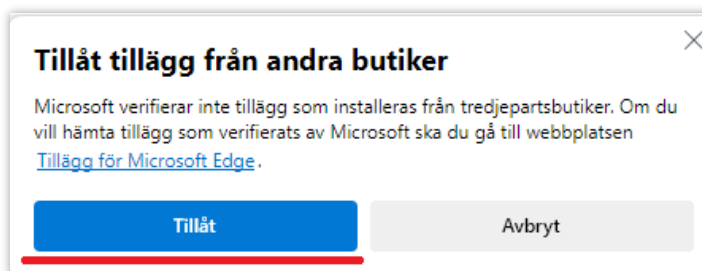 Tillåt tillägg från andra butiker
Microsoft verifierar inte tillägg som installeras från tredjepartsbutiker. Om du
vill hämta tillägg som verifierats av Microsoft ska du gå till webbplatsen
Tillägg för Microsoft Edge.
Tillåt
Avbryt